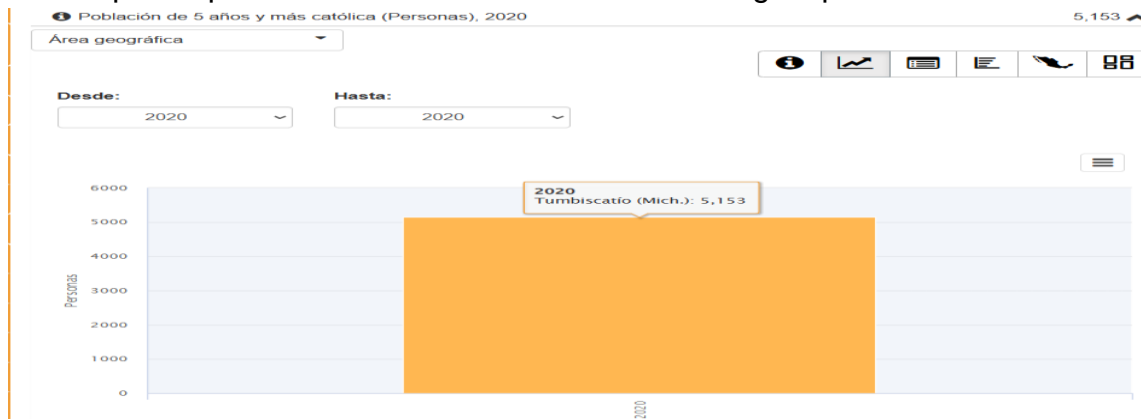 Población de 5 años y más católica (Personas), 2020 5,153
Área geográfica
Desde: Hasta:
2020 2020
6000
2020
Tumbiscatío (Mich.): 5,153
5000
4000
Personas
3000
2000
1000
0
2020